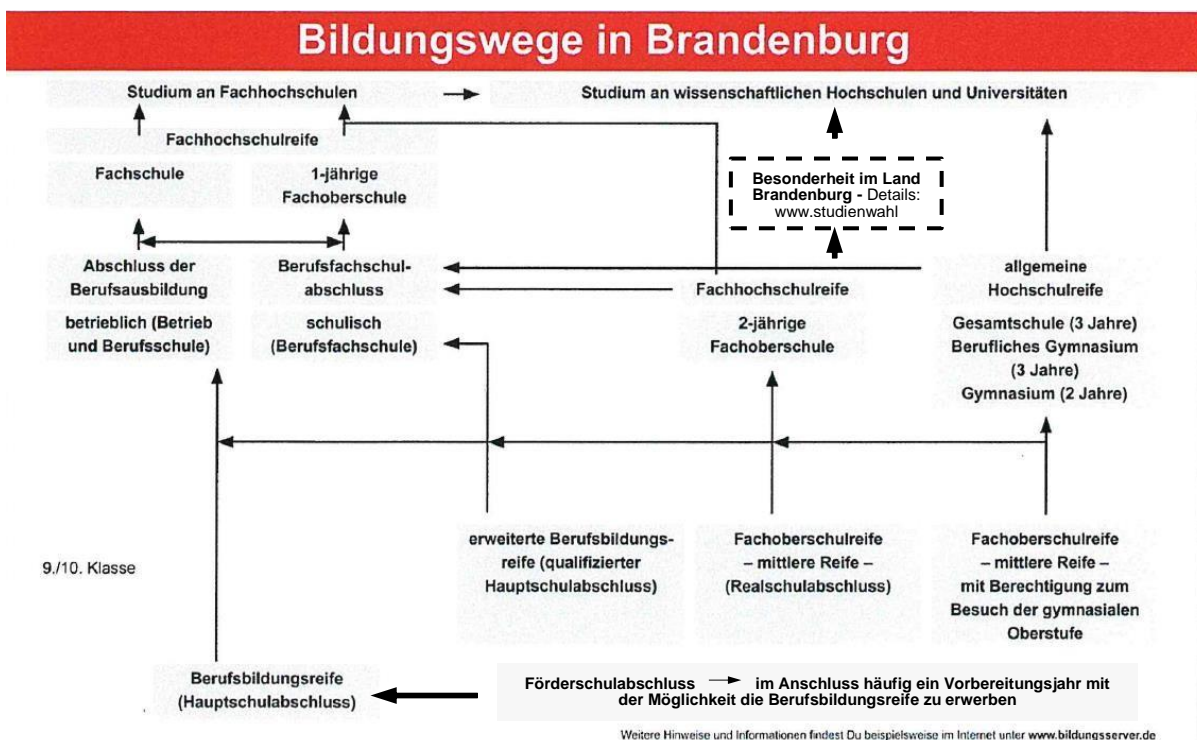 Bildungswege in Brandenburg
Studium an Fachhochschulen
Studium an wissenschaftlichen Hochschulen und Universitäten
Fachhochschulreife
Fachschule
1-jährige
Fachoberschule
Besonderheit im Land
Brandenburg - Details:
www.studienwahl
Abschluss der
Berufsausbildung
betrieblich (Betrieb
und Berufsschule)
Berufsfachschul-
abschluss
schulisch
(Berufsfachschule)
Fachhochschulreife
2-jährige
Fachoberschule
allgemeine
Hochschulreife
Gesamtschule (3 Jahre)
Berufliches Gymnasium
(3 Jahre)
Gymnasium (2 Jahre)
9./10. Klasse
erweiterte Berufsbildungs-
reife (qualifizierter
Hauptschulabschluss)
Fachoberschulreife
– mittlere Reife –
(Realschulabschluss)
Fachoberschulreife
– mittlere Reife –
mit Berechtigung zum
Besuch der gymnasialen
Oberstufe
Berufsbildungsreife
(Hauptschulabschluss)
Förderschulabschluss → im Anschluss häufig ein Vorbereitungsjahr mit
der Möglichkeit die Berufsbildungsreife zu erwerben
Weitere Hinweise und Informationen findest Du beispielsweise im Internet unter www.bildungsserver.de